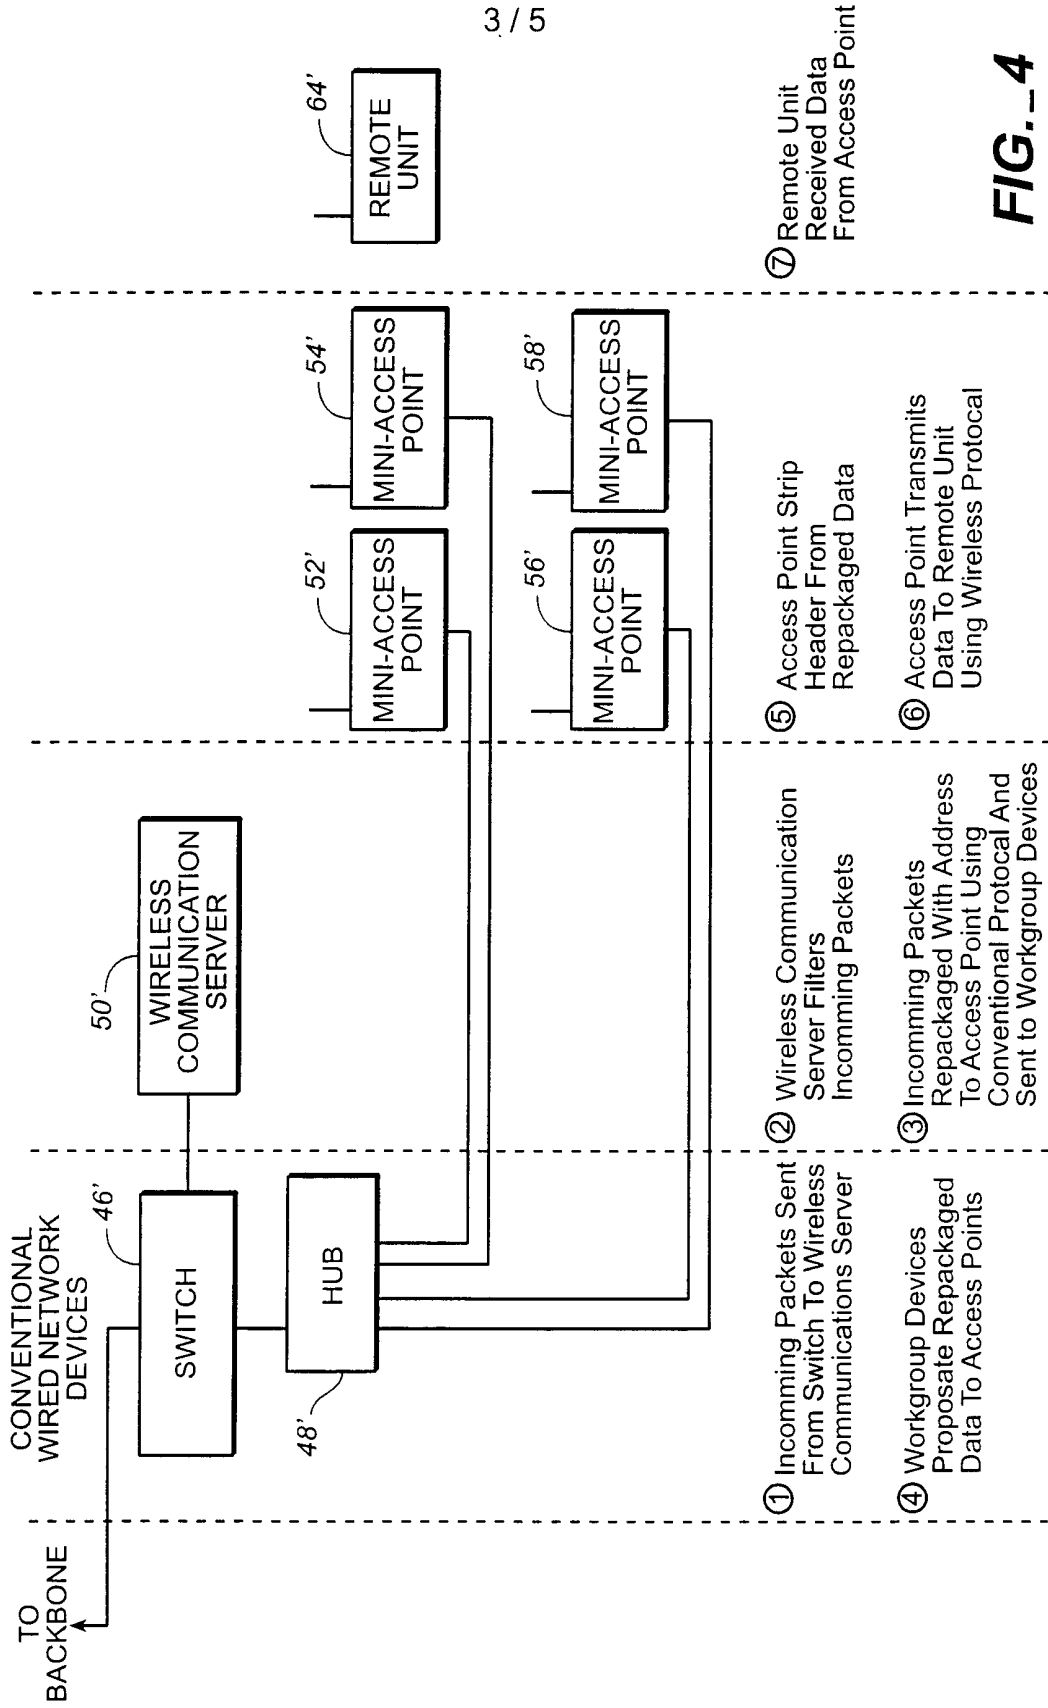 3 / 5
TO
BACKBONE
CONVENTIONAL
WIRED NETWORK
DEVICES
46'
SWITCH
48'
HUB
50'
WIRELESS
COMMUNICATION
SERVER
52'
MINI-ACCESS
POINT
54'
MINI-ACCESS
POINT
56'
MINI-ACCESS
POINT
58'
MINI-ACCESS
POINT
64'
REMOTE
UNIT
① Incomming Packets Sent
From Switch To Wireless
Communications Server
② Wireless Communication
Server Filters
Incomming Packets
③ Incomming Packets
Repackaged With Address
To Access Point Using
Conventional Protocal And
Sent to Workgroup Devices
④ Workgroup Devices
Proposate Repackaged
Data To Access Points
⑤ Access Point Strip
Header From
Repackaged Data
⑥ Access Point Transmits
Data To Remote Unit
Using Wireless Protocal
⑦ Remote Unit
Received Data
From Access Point
FIG._4